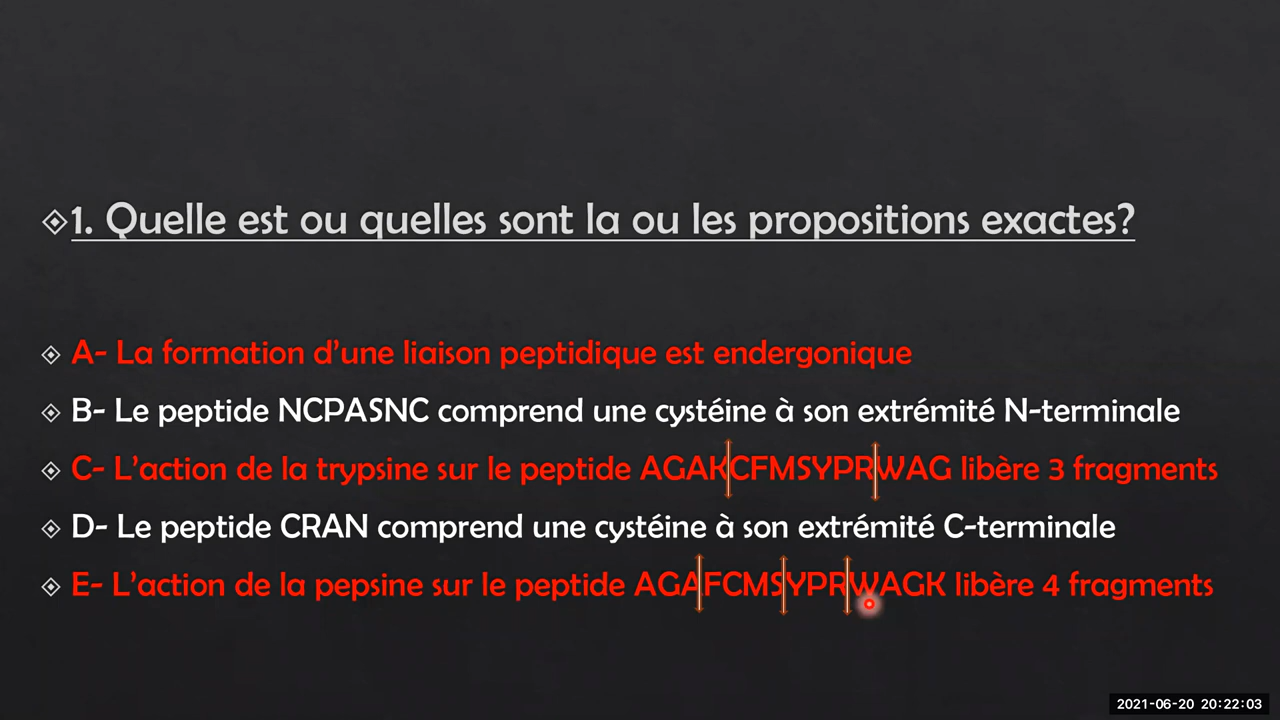 1. Quelle est ou quelles sont la ou les propositions exactes?
A- La formation d'une liaison peptidique est endergonique
B- Le peptide NCPASNC comprend une cystéine à son extrémité N-terminale
C- L'action de la trypsine sur le peptide AGAKCFMSYPRWAG libère 3 fragments
D- Le peptide CRAN comprend une cystéine à son extrémité C-terminale
E- L'action de la pepsine sur le peptide AGAFCMSYPRWAGK libère 4 fragments
2021-06-20 20:22:03